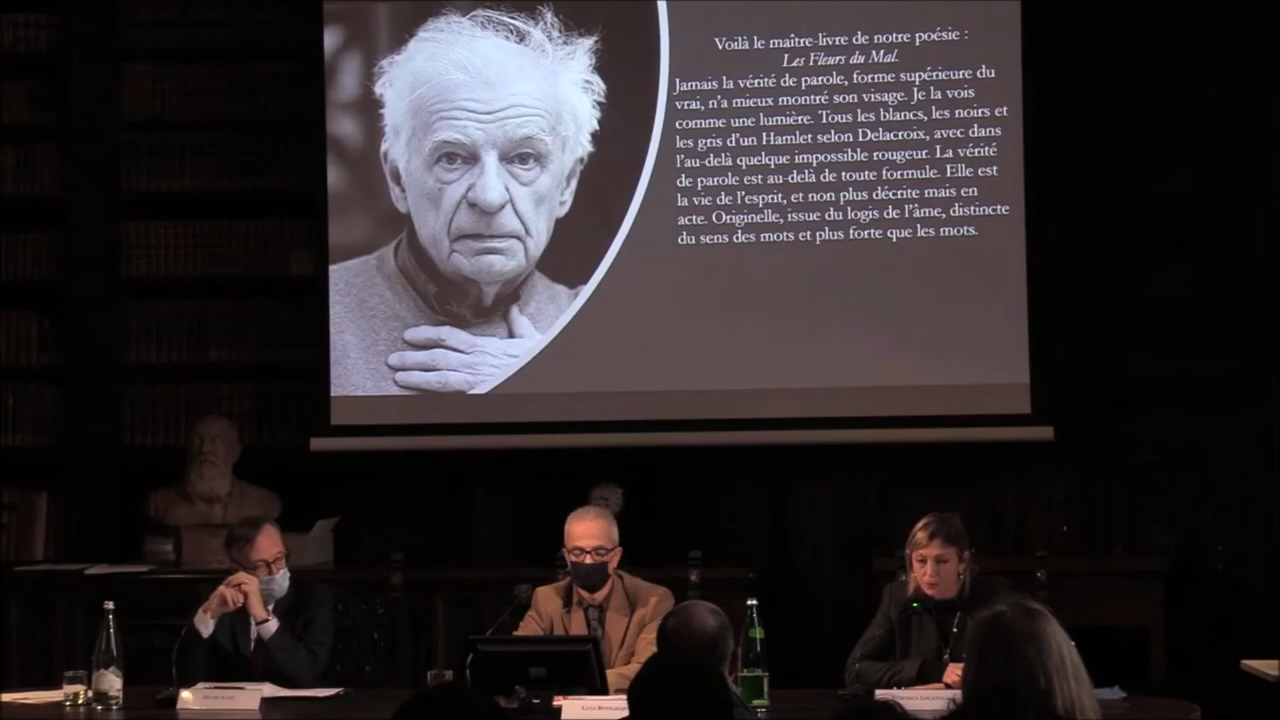 Voilà le maître-livre de notre poésie :
Les Fleurs du Mal.
Jamais la vérité de parole, forme supérieure du
vrai, n'a mieux montré son visage. Je la vois
comme une lumière. Tous les blancs, les noirs et
les gris d'un Hamlet selon Delacroix, avec dans
l'au-delà quelque impossible rougeur. La vérité
de parole est au-delà de toute formule. Elle est
la vie de l'esprit, et non plus décrite mais en
acte. Originelle, issue du logis de l'âme, distincte
du sens des mots et plus forte que les mots.